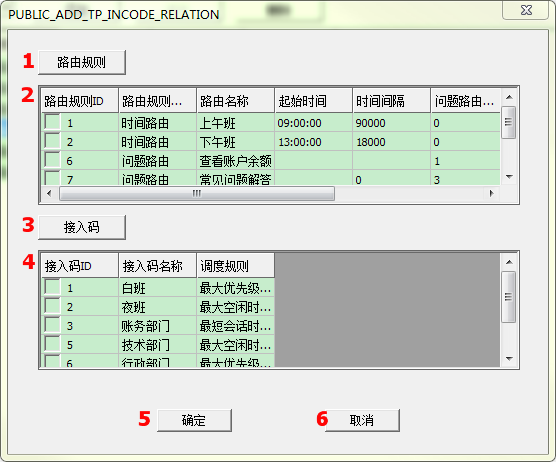 PUBLIC_ADD_TP_INCODE_RELATION
1 路由规则
2 路由规则ID 路由规则... 路由名称 起始时间 时间间隔 问题路由...
1 时间路由 上午班 09:00:00 90000 0
2 时间路由 下午班 13:00:00 18000 0
6 问题路由 查看账户余额 1
7 问题路由 常见问题解答 0 3
3 接入码
4 接入码ID 接入码名称 调度规则
1 白班 最大优先级...
2 夜班 最大空闲时...
3 账务部门 最短会话时...
5 技术部门 最大空闲时...
6 行政部门 最大优先级...
5 确定 6 取消